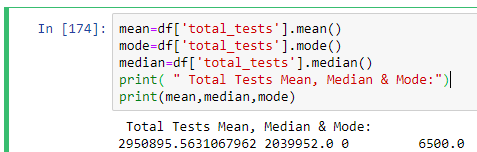 In [174]: mean=df['total_tests'].mean()
mode=df['total_tests'].mode()
median=df['total_tests'].median()
print( " Total Tests Mean, Median & Mode:")
print(mean,median,mode)
Total Tests Mean, Median & Mode:
2950895.5631067962 2039952.0 0 6500.0